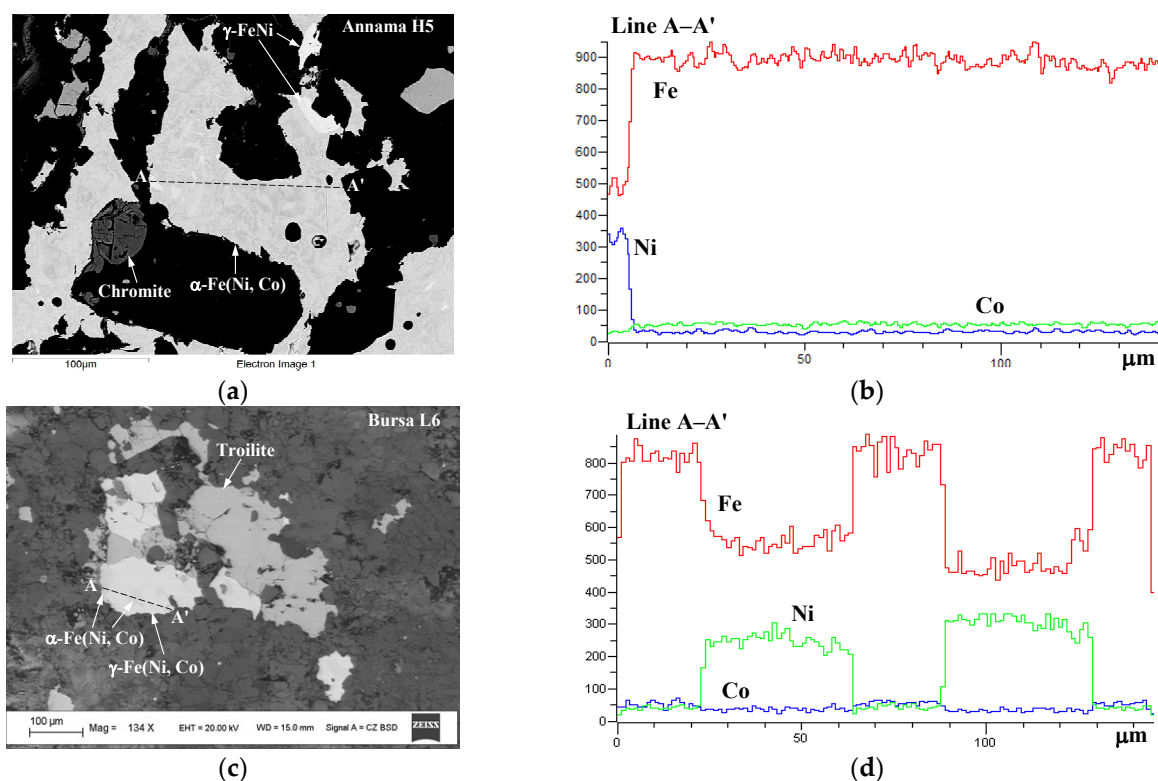 Annama H5
γ-FeNi
A
A'
α-Fe(Ni, Co)
Chromite
100μm
Electron Image 1
(a)
Line A–A'
900
800
700
600
500
400
300
200
100
0
Fe
Ni
Co
0
50
100
μm
(b)
Bursa L6
Troilite
A
A'
α-Fe(Ni, Co)
γ-Fe(Ni, Co)
100 μm
Mag = 134 X
EHT = 20.00 kV
WD = 15.0 mm
Signal A = CZ BSD
ZEISS
(c)
Line A–A'
800
700
600
500
400
300
200
100
0
Fe
Ni
Co
0
50
100
μm
(d)